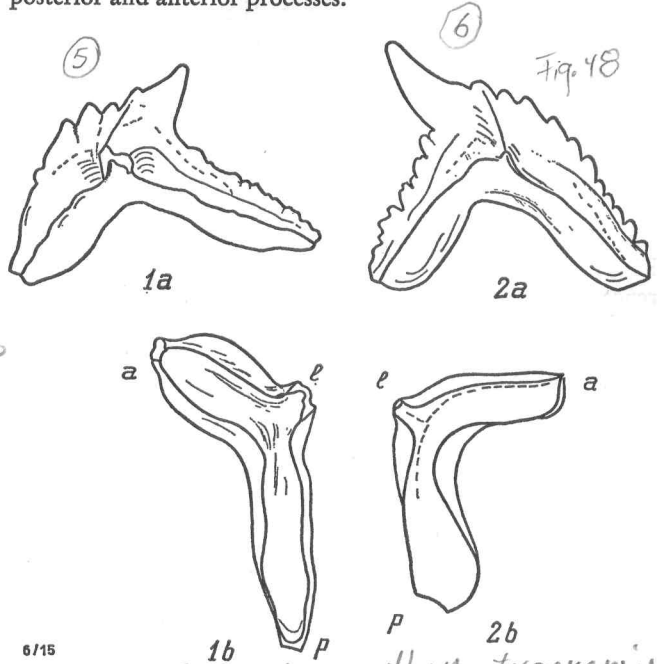 posterior and anterior processes.
5
6
Fig. 48
1a
2a
a
e
e
a
P
P
1b
2b
6/15